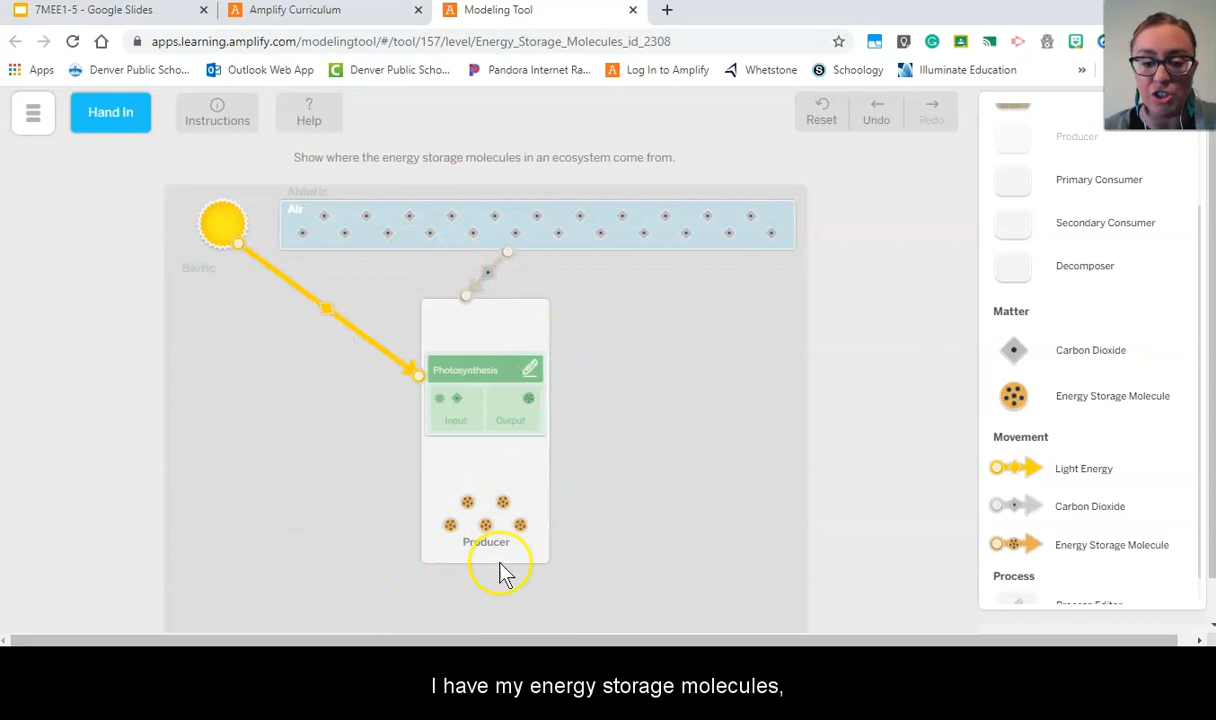 7MEE1-5 - Google Slides
Amplify Curriculum
Modeling Tool
apps.learning.amplify.com/modelingtool/#/tool/157/level/Energy_Storage_Molecules_id_2308
Apps
Denver Public Scho...
Outlook Web App
Denver Public Scho...
Pandora Internet Ra...
Log In to Amplify
Whetstone
Schoology
Illuminate Education
»
Hand In
Instructions
Help
Reset
Undo
Redo
Show where the energy storage molecules in an ecosystem come from.
Abiotic
Air
Biotic
Photosynthesis
Input
Output
Producer
Producer
Primary Consumer
Secondary Consumer
Decomposer
Matter
Carbon Dioxide
Energy Storage Molecule
Movement
Light Energy
Carbon Dioxide
Energy Storage Molecule
Process
Process Editor
I have my energy storage molecules,